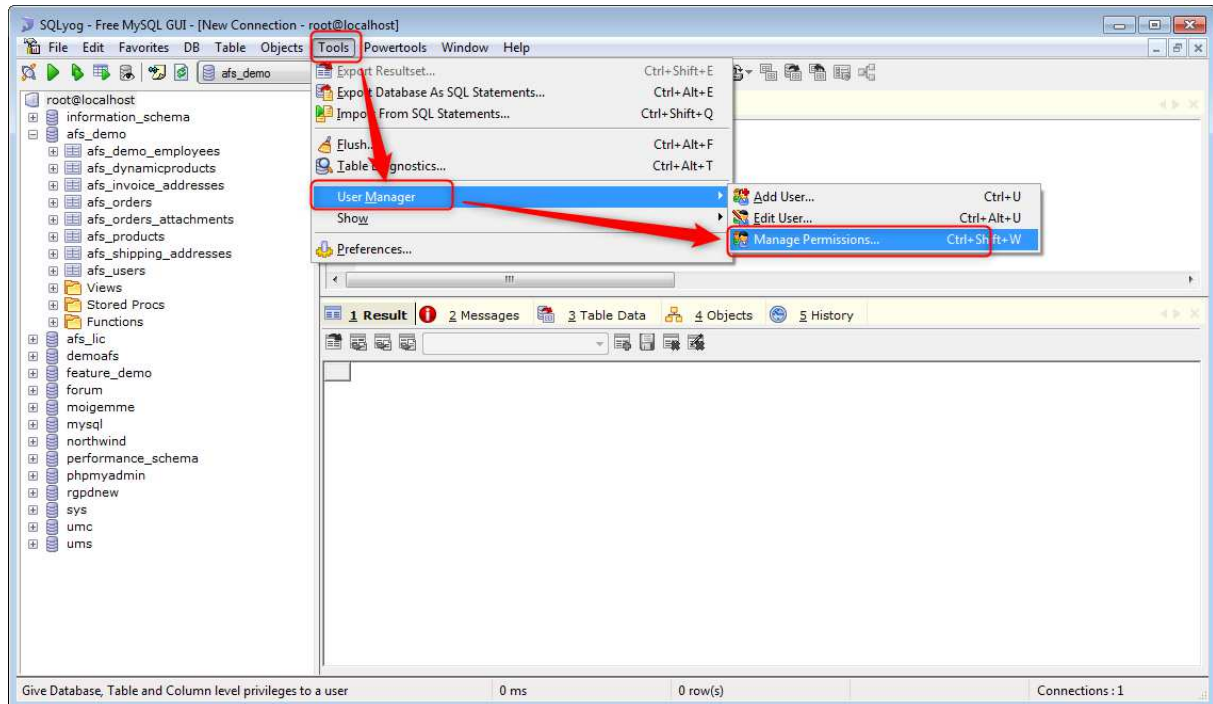 SQLyog - Free MySQL GUI - [New Connection - root@localhost]
File Edit Favorites DB Table Objects Tools Powertools Window Help
afs_demo
Export Resultset... Ctrl+Shift+E
Export Database As SQL Statements... Ctrl+Alt+E
Import From SQL Statements... Ctrl+Shift+Q
Flush... Ctrl+Alt+F
Table Diagnostics... Ctrl+Alt+T
User Manager
Show
Preferences...
Add User... Ctrl+U
Edit User... Ctrl+Alt+U
Manage Permissions... Ctrl+Shift+W
root@localhost
information_schema
afs_demo
afs_demo_employees
afs_dynamicproducts
afs_invoice_addresses
afs_orders
afs_orders_attachments
afs_products
afs_shipping_addresses
afs_users
Views
Stored Procs
Functions
afs_lic
demoafs
feature_demo
forum
moigemme
mysql
northwind
performance_schema
phpmyadmin
rgpdnew
sys
umc
ums
1 Result 2 Messages 3 Table Data 4 Objects 5 History
Give Database, Table and Column level privileges to a user 0 ms 0 row(s) Connections : 1